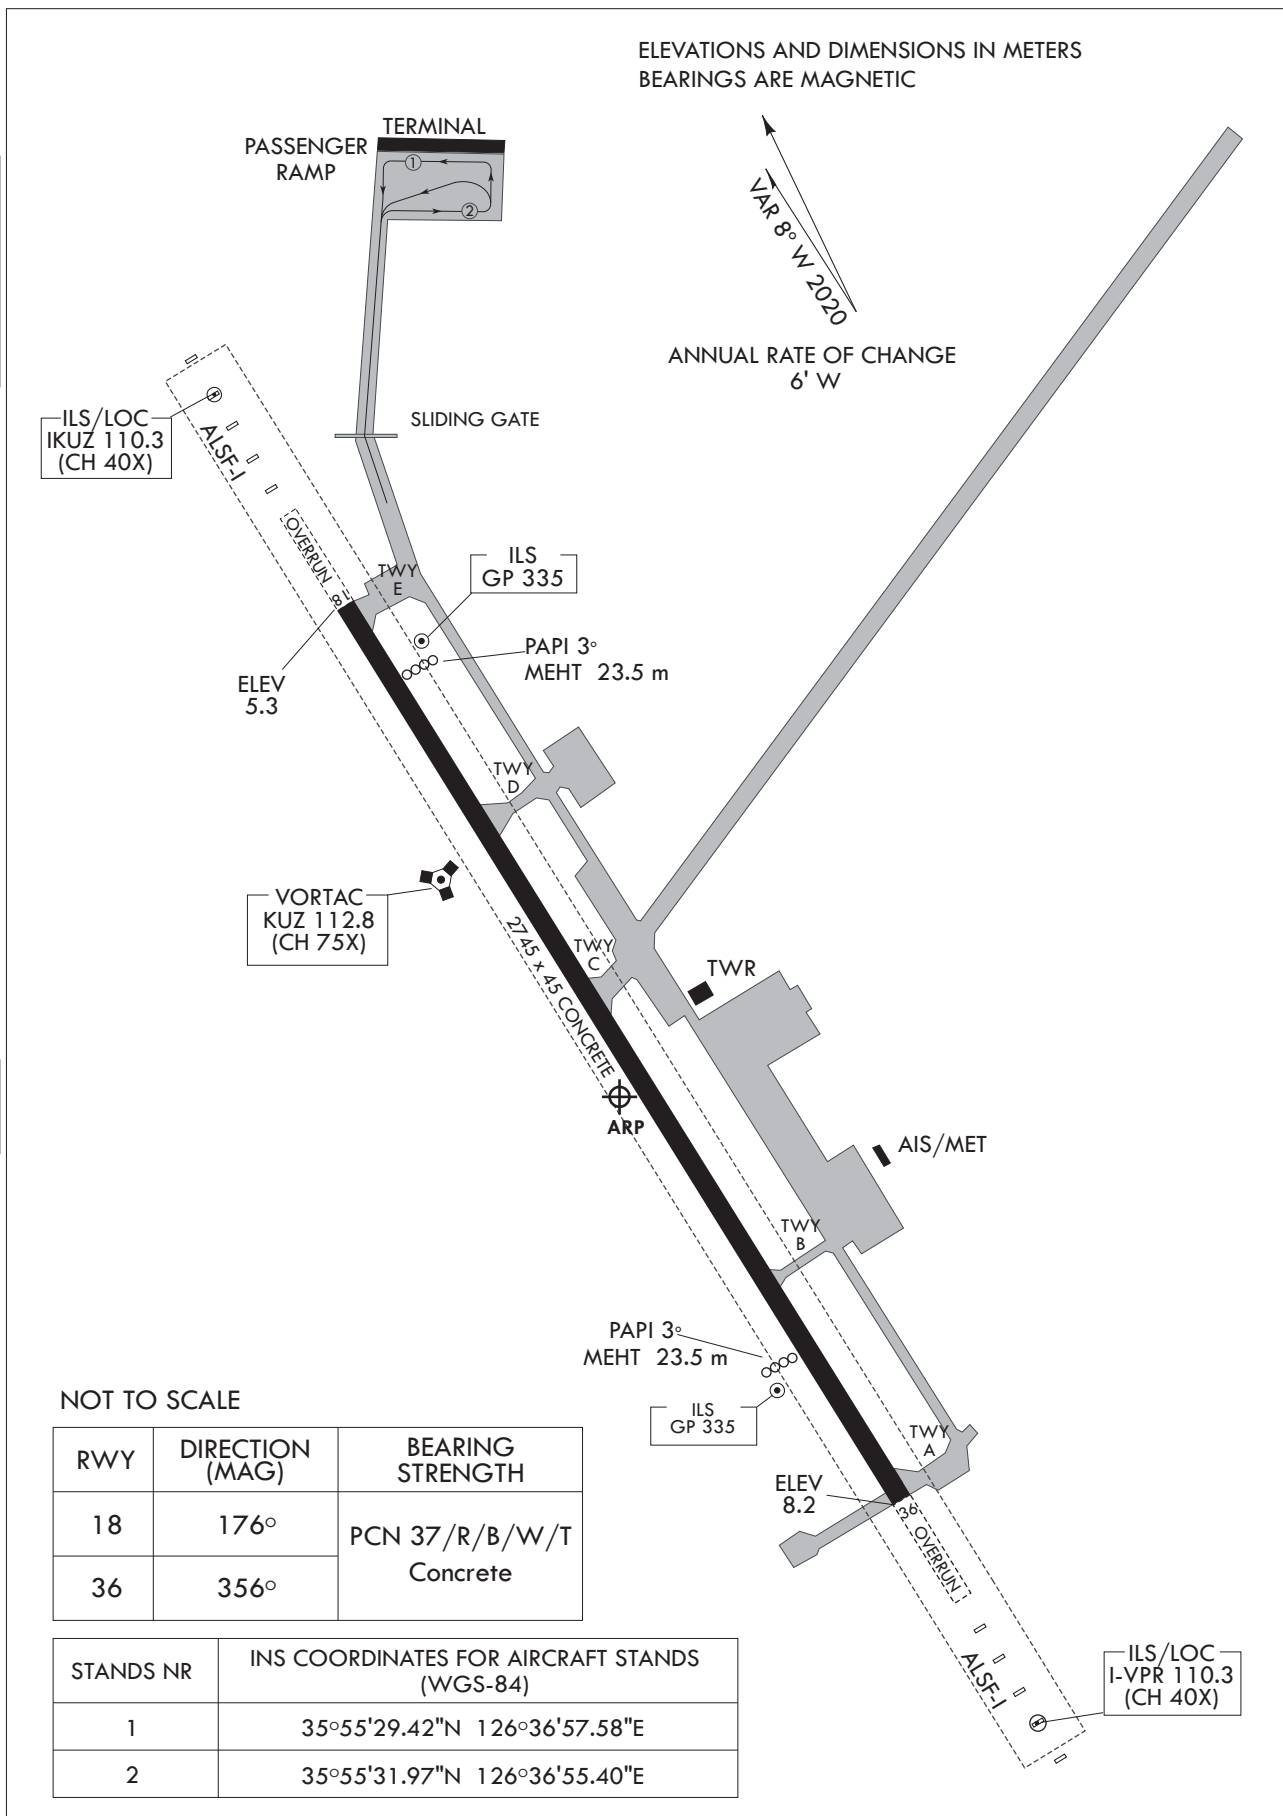 ELEVATIONS AND DIMENSIONS IN METERS
BEARINGS ARE MAGNETIC
TERMINAL
PASSENGER
RAMP
1
2
VAR 8° W 2020
ANNUAL RATE OF CHANGE
6' W
SLIDING GATE
ILS/LOC
IKUZ 110.3
(CH 40X)
ALSF-I
OVERRUN
18
TWY
E
ILS
GP 335
PAPI 3°
MEHT 23.5 m
ELEV
5.3
TWY
D
VORTAC
KUZ 112.8
(CH 75X)
2745 x 45 CONCRETE
TWY
C
TWR
ARP
AIS/MET
TWY
B
PAPI 3°
MEHT 23.5 m
ILS
GP 335
TWY
A
ELEV
8.2
36
OVERRUN
ALSF-I
ILS/LOC
I-VPR 110.3
(CH 40X)
NOT TO SCALE
RWY
DIRECTION
(MAG)
BEARING
STRENGTH
18
176°
PCN 37/R/B/W/T
Concrete
36
356°
STANDS NR
INS COORDINATES FOR AIRCRAFT STANDS
(WGS-84)
1
35°55'29.42"N 126°36'57.58"E
2
35°55'31.97"N 126°36'55.40"E